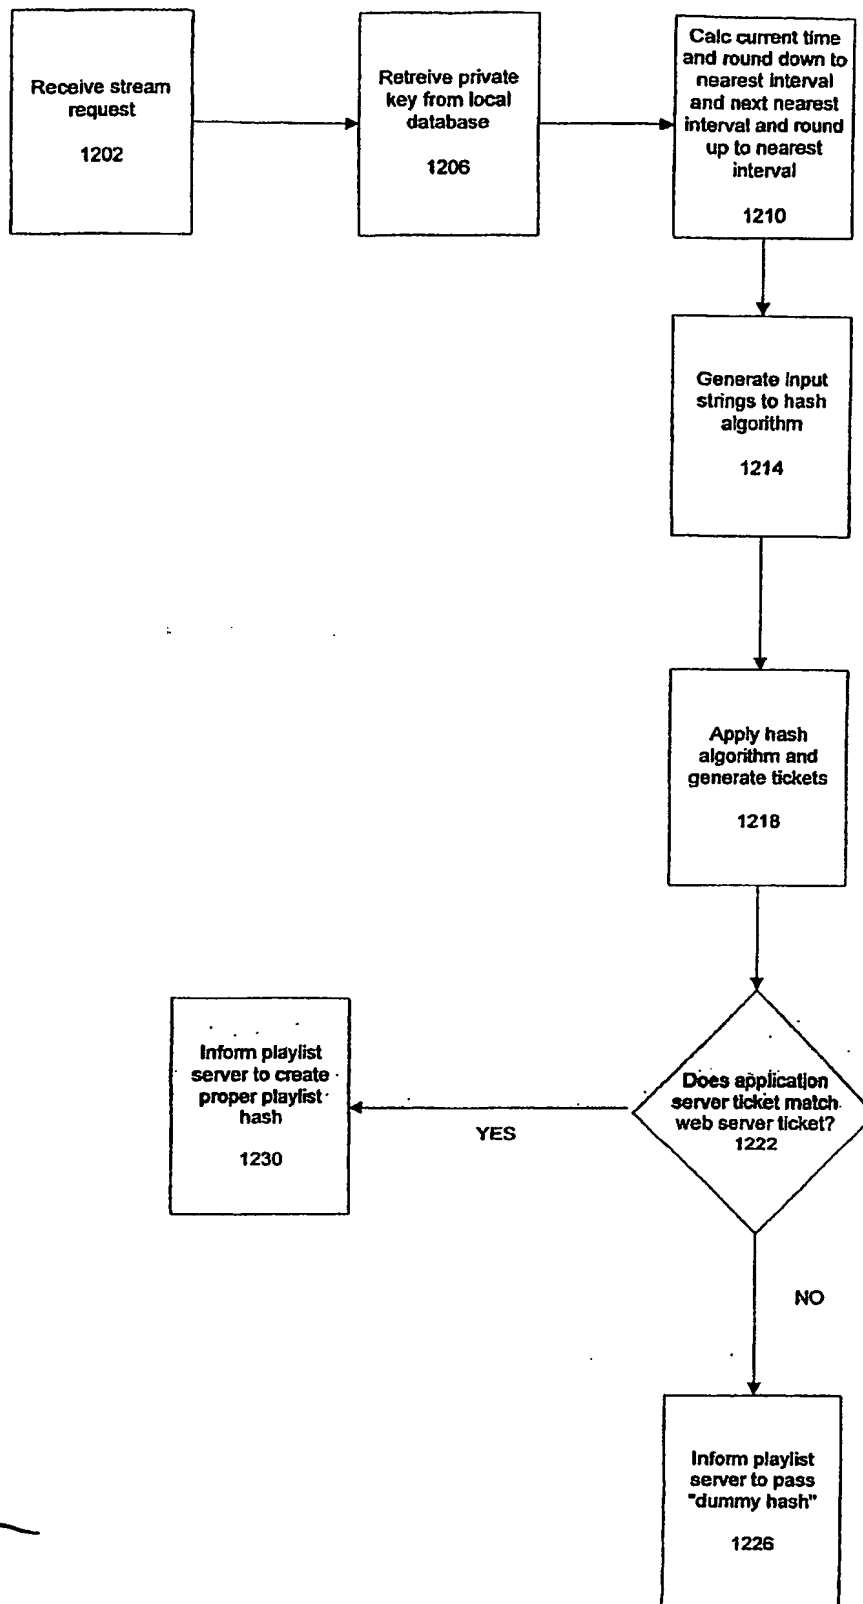 Receive stream
request
1202
Retreive private
key from local
database
1206
Calc current time
and round down to
nearest interval
and next nearest
interval and round
up to nearest
interval
1210
Generate input
strings to hash
algorithm
1214
Apply hash
algorithm and
generate tickets
1218
Does application
server ticket match
web server ticket?
1222
YES
Inform playlist
server to create
proper playlist
hash
1230
NO
Inform playlist
server to pass
"dummy hash"
1226